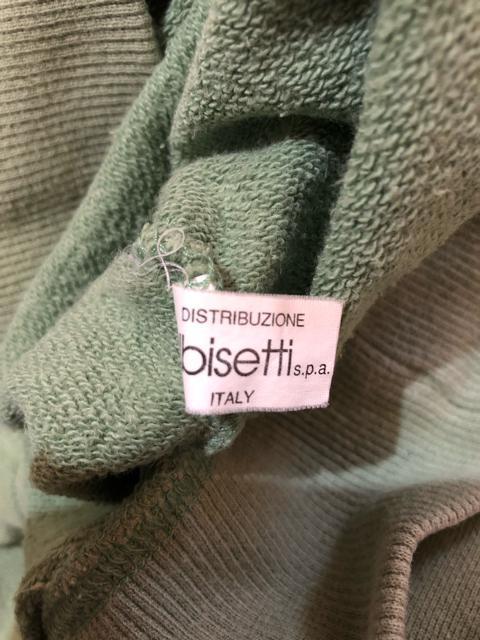 DISTRIBUZIONE
bisetti s.p.a.
ITALY